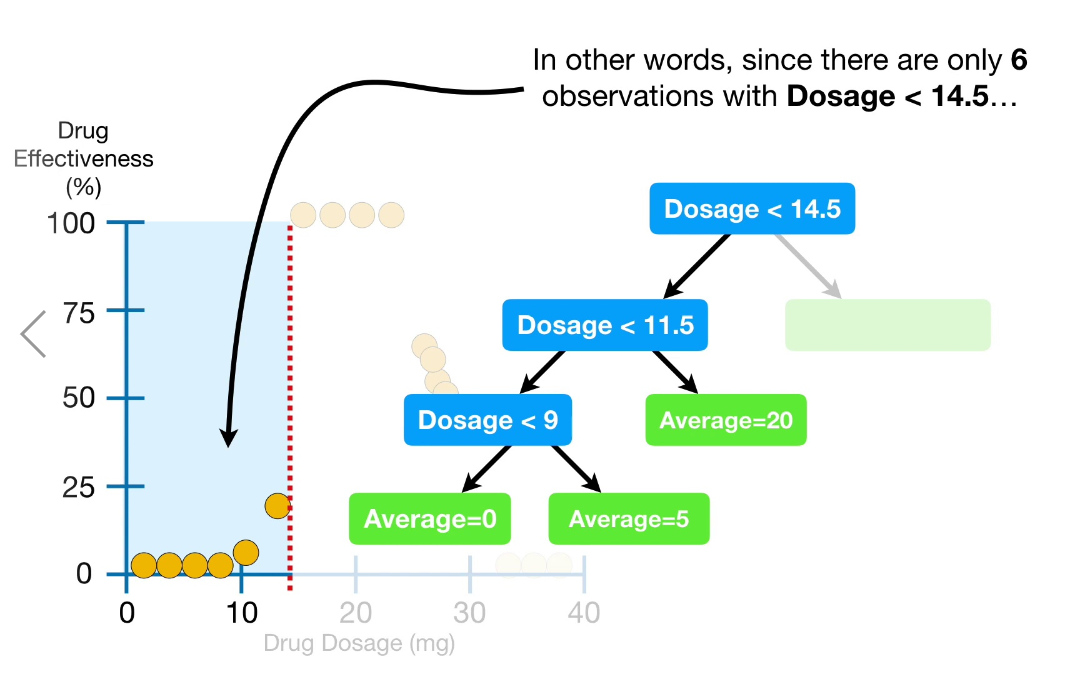 In other words, since there are only 6
observations with Dosage < 14.5…
Drug
Effectiveness
(%)
100
75
50
25
0
0
10
20
30
40
Drug Dosage (mg)
Dosage < 14.5
Dosage < 11.5
Dosage < 9
Average=20
Average=0
Average=5